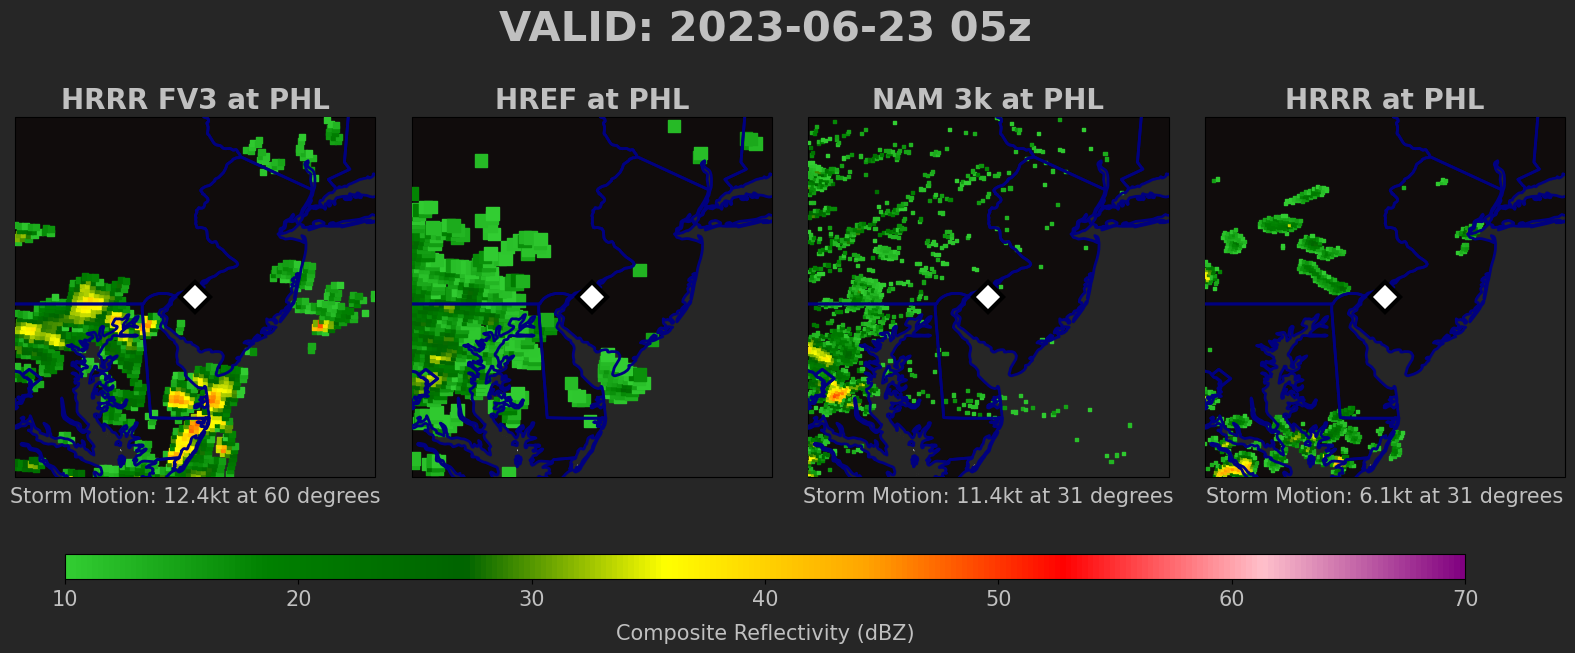 VALID: 2023-06-23 05z
HRRR FV3 at PHL
HREF at PHL
NAM 3k at PHL
HRRR at PHL
Storm Motion: 12.4kt at 60 degrees
Storm Motion: 11.4kt at 31 degrees
Storm Motion: 6.1kt at 31 degrees
10 20 30 40 50 60 70
Composite Reflectivity (dBZ)